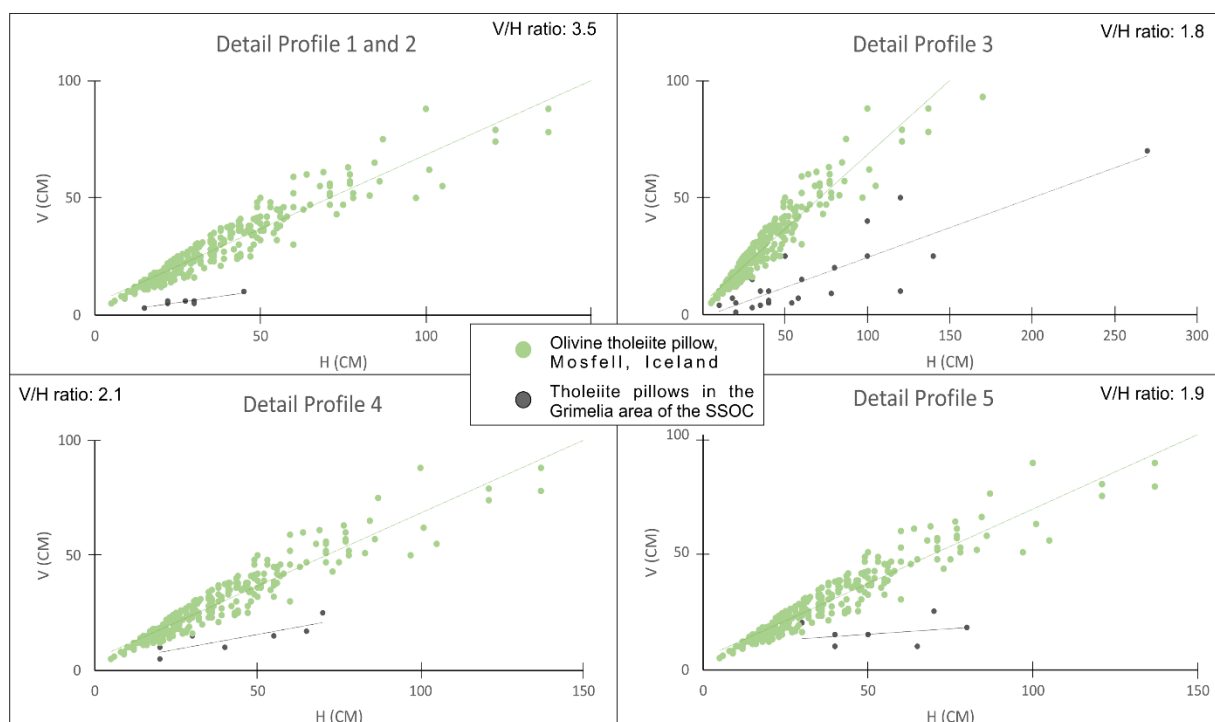 Detail Profile 1 and 2
V/H ratio: 3.5
100
50
0
V (CM)
0
50
100
H (CM)
Detail Profile 3
V/H ratio: 1.8
100
50
0
V (CM)
50
100
150
200
250
300
H (CM)
Olivine tholeiite pillow,
Mosfell, Iceland
Tholeiite pillows in the
Grimelia area of the SSOC
V/H ratio: 2.1
Detail Profile 4
100
50
0
V (CM)
0
50
100
150
H (CM)
Detail Profile 5
V/H ratio: 1.9
100
50
0
V (CM)
0
50
100
150
H (CM)